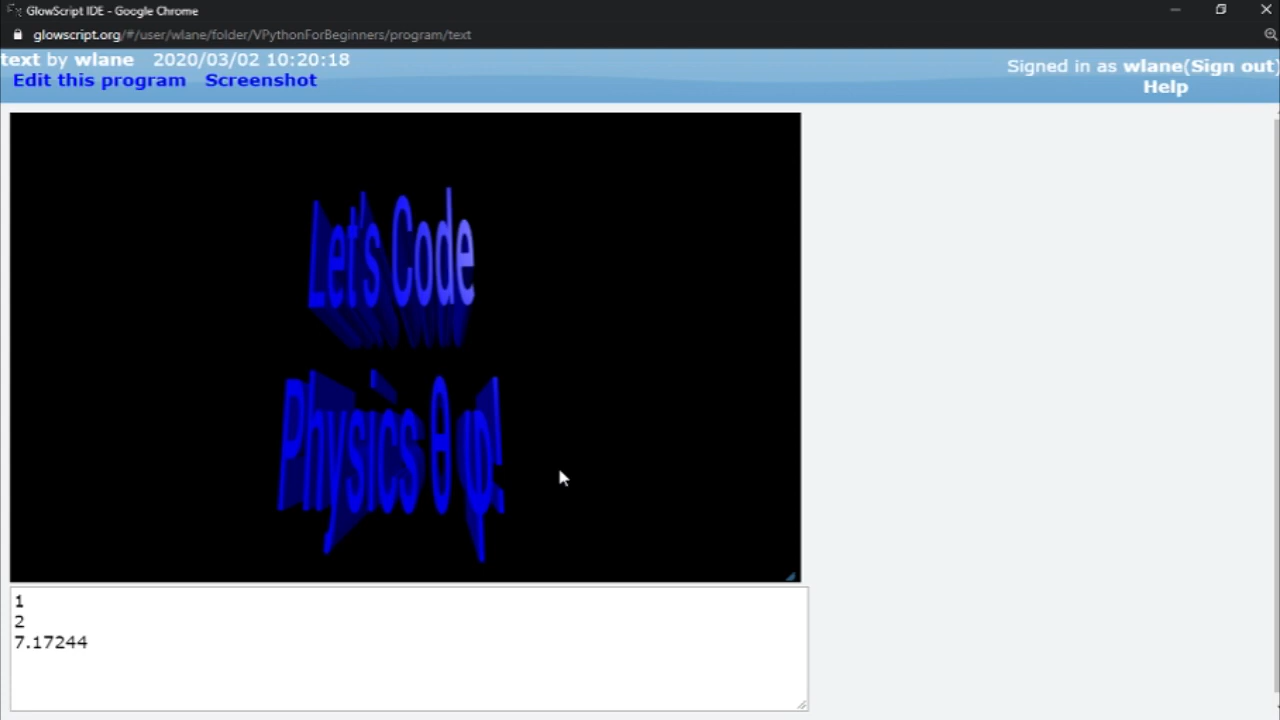 GlowScript IDE - Google Chrome
glowscript.org/#/user/wlane/folder/VPythonForBeginners/program/text
text by wlane 2020/03/02 10:20:18
Signed in as wlane(Sign out)
Edit this program Screenshot
Help
Let's Code
Physics θ φ!
1
2
7.17244